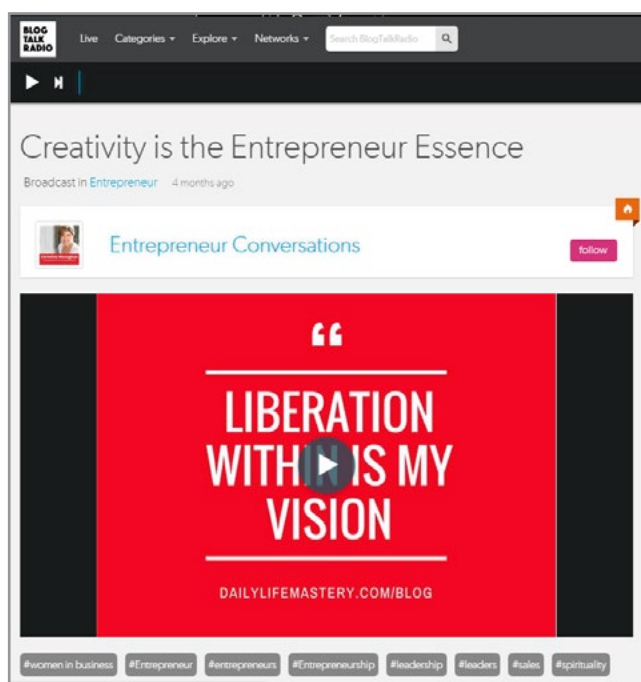 BLOG
TALK
RADIO
Live Categories Explore Networks Search BlogTalkRadio
Creativity is the Entrepreneur Essence
Broadcast in Entrepreneur 4 months ago
Entrepreneur Conversations
follow
“
LIBERATION
WITHIN IS MY
VISION
DAILYLIFEMASTERY.COM/BLOG
#women in business #Entrepreneur #entrepreneurs #Entrepreneurship #leadership #leaders #sales #spirituality